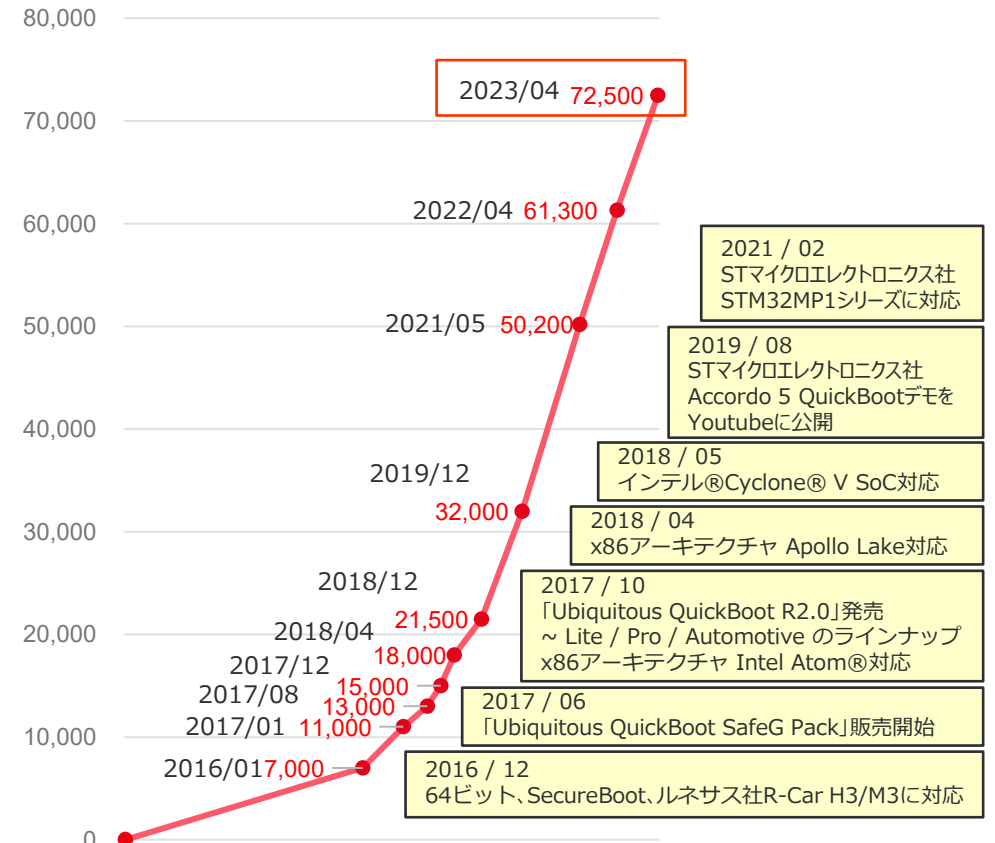 80,000
70,000
60,000
50,000
40,000
30,000
20,000
10,000
0
2023/04 72,500
2022/04 61,300
2021/05 50,200
2019/12
32,000
2018/12
21,500
2018/04
18,000
2017/12
15,000
2017/08
13,000
2017/01 11,000
2016/01 7,000
2021 / 02
STマイクロエレクトロニクス社
STM32MP1シリーズに対応
2019 / 08
STマイクロエレクトロニクス社
Accordo 5 QuickBootデモを
Youtubeに公開
2018 / 05
インテル®Cyclone® V SoC対応
2018 / 04
x86アーキテクチャ Apollo Lake対応
2017 / 10
「Ubiquitous QuickBoot R2.0」発売
~ Lite / Pro / Automotive のラインナップ
x86アーキテクチャ Intel Atom®対応
2017 / 06
「Ubiquitous QuickBoot SafeG Pack」販売開始
2016 / 12
64ビット、SecureBoot、ルネサス社R-Car H3/M3に対応